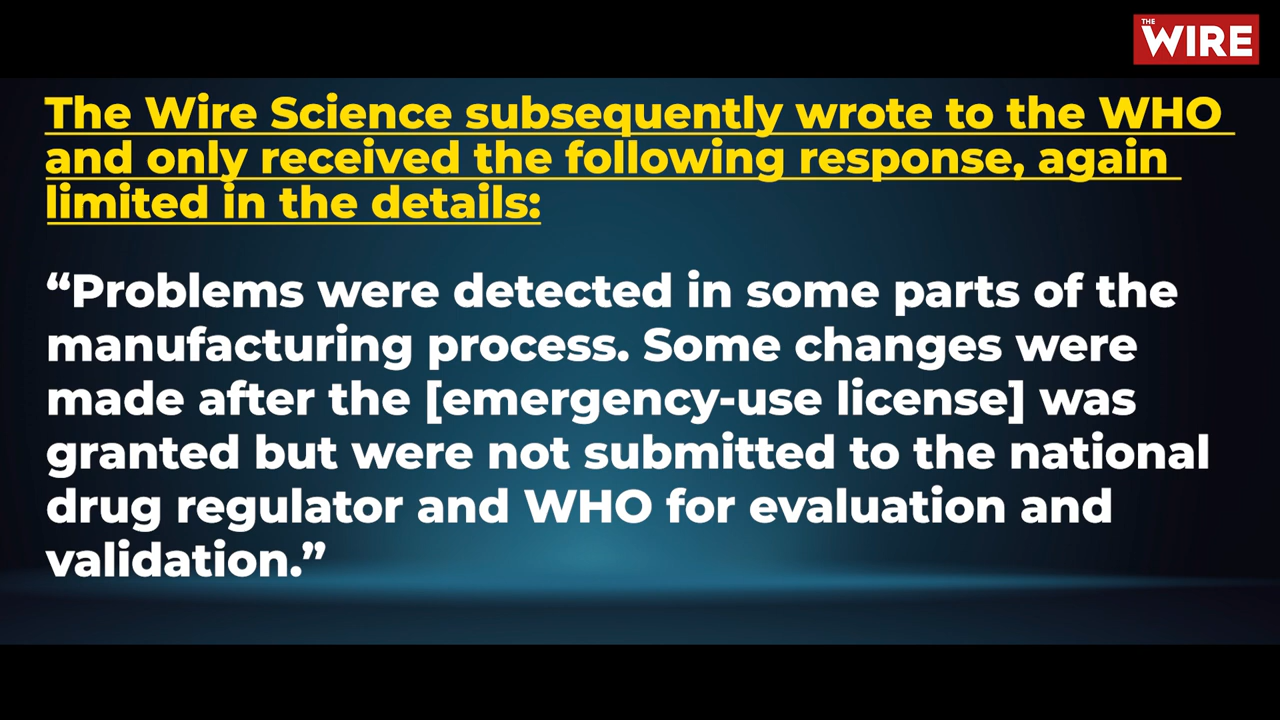 THE
WIRE
The Wire Science subsequently wrote to the WHO
and only received the following response, again
limited in the details:
“Problems were detected in some parts of the
manufacturing process. Some changes were
made after the [emergency-use license] was
granted but were not submitted to the national
drug regulator and WHO for evaluation and
validation.”